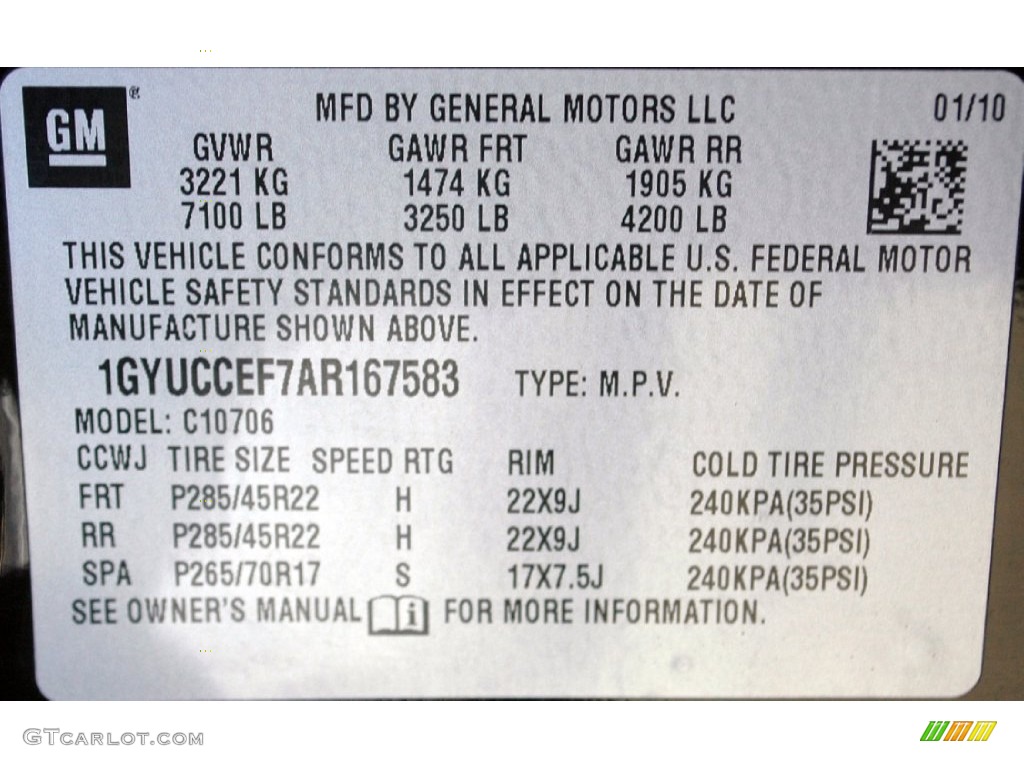 GM ® MFD BY GENERAL MOTORS LLC 01/10
GVWR GAWR FRT GAWR RR
3221 KG 1474 KG 1905 KG
7100 LB 3250 LB 4200 LB
THIS VEHICLE CONFORMS TO ALL APPLICABLE U.S. FEDERAL MOTOR
VEHICLE SAFETY STANDARDS IN EFFECT ON THE DATE OF
MANUFACTURE SHOWN ABOVE.
1GYUCCEF7AR167583 TYPE: M.P.V.
MODEL: C10706
CCWJ TIRE SIZE SPEED RTG RIM COLD TIRE PRESSURE
FRT P285/45R22 H 22X9J 240KPA(35PSI)
RR P285/45R22 H 22X9J 240KPA(35PSI)
SPA P265/70R17 S 17X7.5J 240KPA(35PSI)
SEE OWNER'S MANUAL i FOR MORE INFORMATION.
GTCARLOT.COM